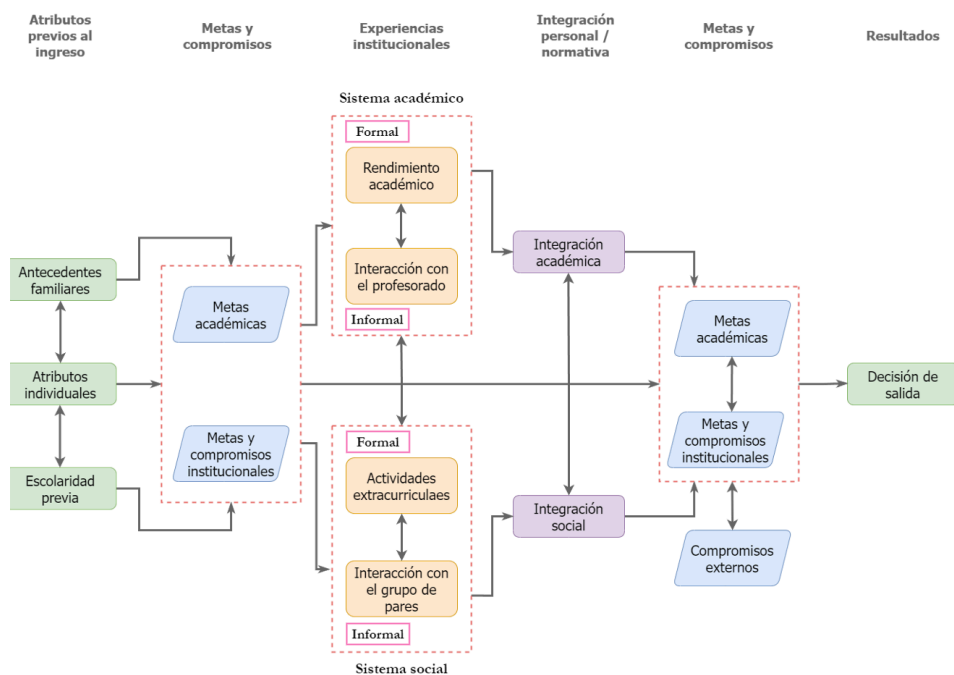 Atributos
previos al
ingreso
Metas y
compromisos
Experiencias
institucionales
Integración
personal /
normativa
Metas y
compromisos
Resultados
Sistema académico
Formal
Rendimiento
académico
Interacción con
el profesorado
Informal
Antecedentes
familiares
Atributos
individuales
Escolaridad
previa
Metas
académicas
Metas y
compromisos
institucionales
Formal
Actividades
extracurriculaes
Interacción con
el grupo de
pares
Informal
Sistema social
Integración
académica
Integración
social
Metas
académicas
Metas y
compromisos
institucionales
Compromisos
externos
Decisión de
salida